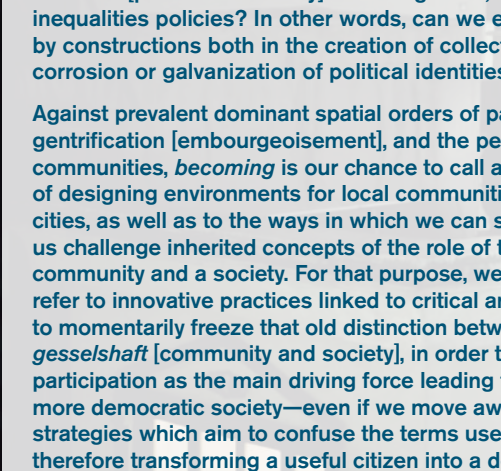 inequalities policies? In other words, can we e
by constructions both in the creation of collec
corrosion or galvanization of political identities
Against prevalent dominant spatial orders of pa
gentrification [embourgeoisement], and the pe
communities, becoming is our chance to call a
of designing environments for local communiti
cities, as well as to the ways in which we can s
us challenge inherited concepts of the role of t
community and a society. For that purpose, we
refer to innovative practices linked to critical a
to momentarily freeze that old distinction betw
gesselshaft [community and society], in order t
participation as the main driving force leading
more democratic society—even if we move aw
strategies which aim to confuse the terms use
therefore transforming a useful citizen into a d